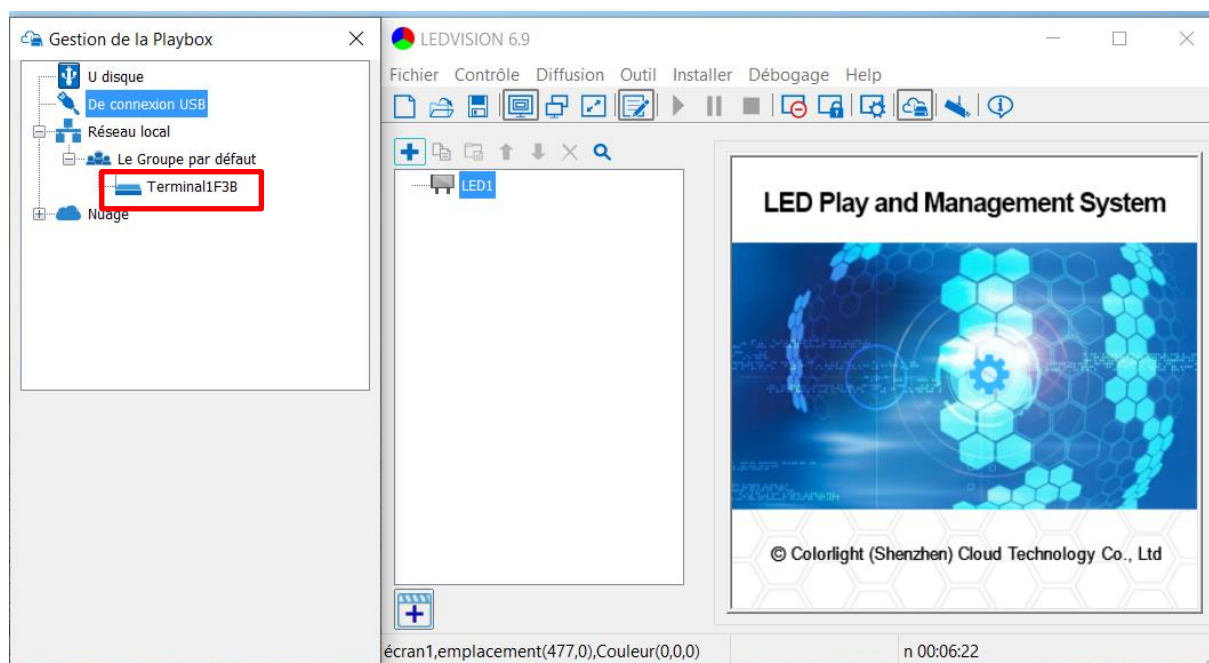 Gestion de la Playbox
U disque
De connexion USB
Réseau local
Le Groupe par défaut
Terminal1F3B
Nuage
LEDVISION 6.9
Fichier Contrôle Diffusion Outil Installer Débogage Help
LED1
LED Play and Management System
© Colorlight (Shenzhen) Cloud Technology Co., Ltd
écran1,emplacement(477,0),Couleur(0,0,0)
n 00:06:22